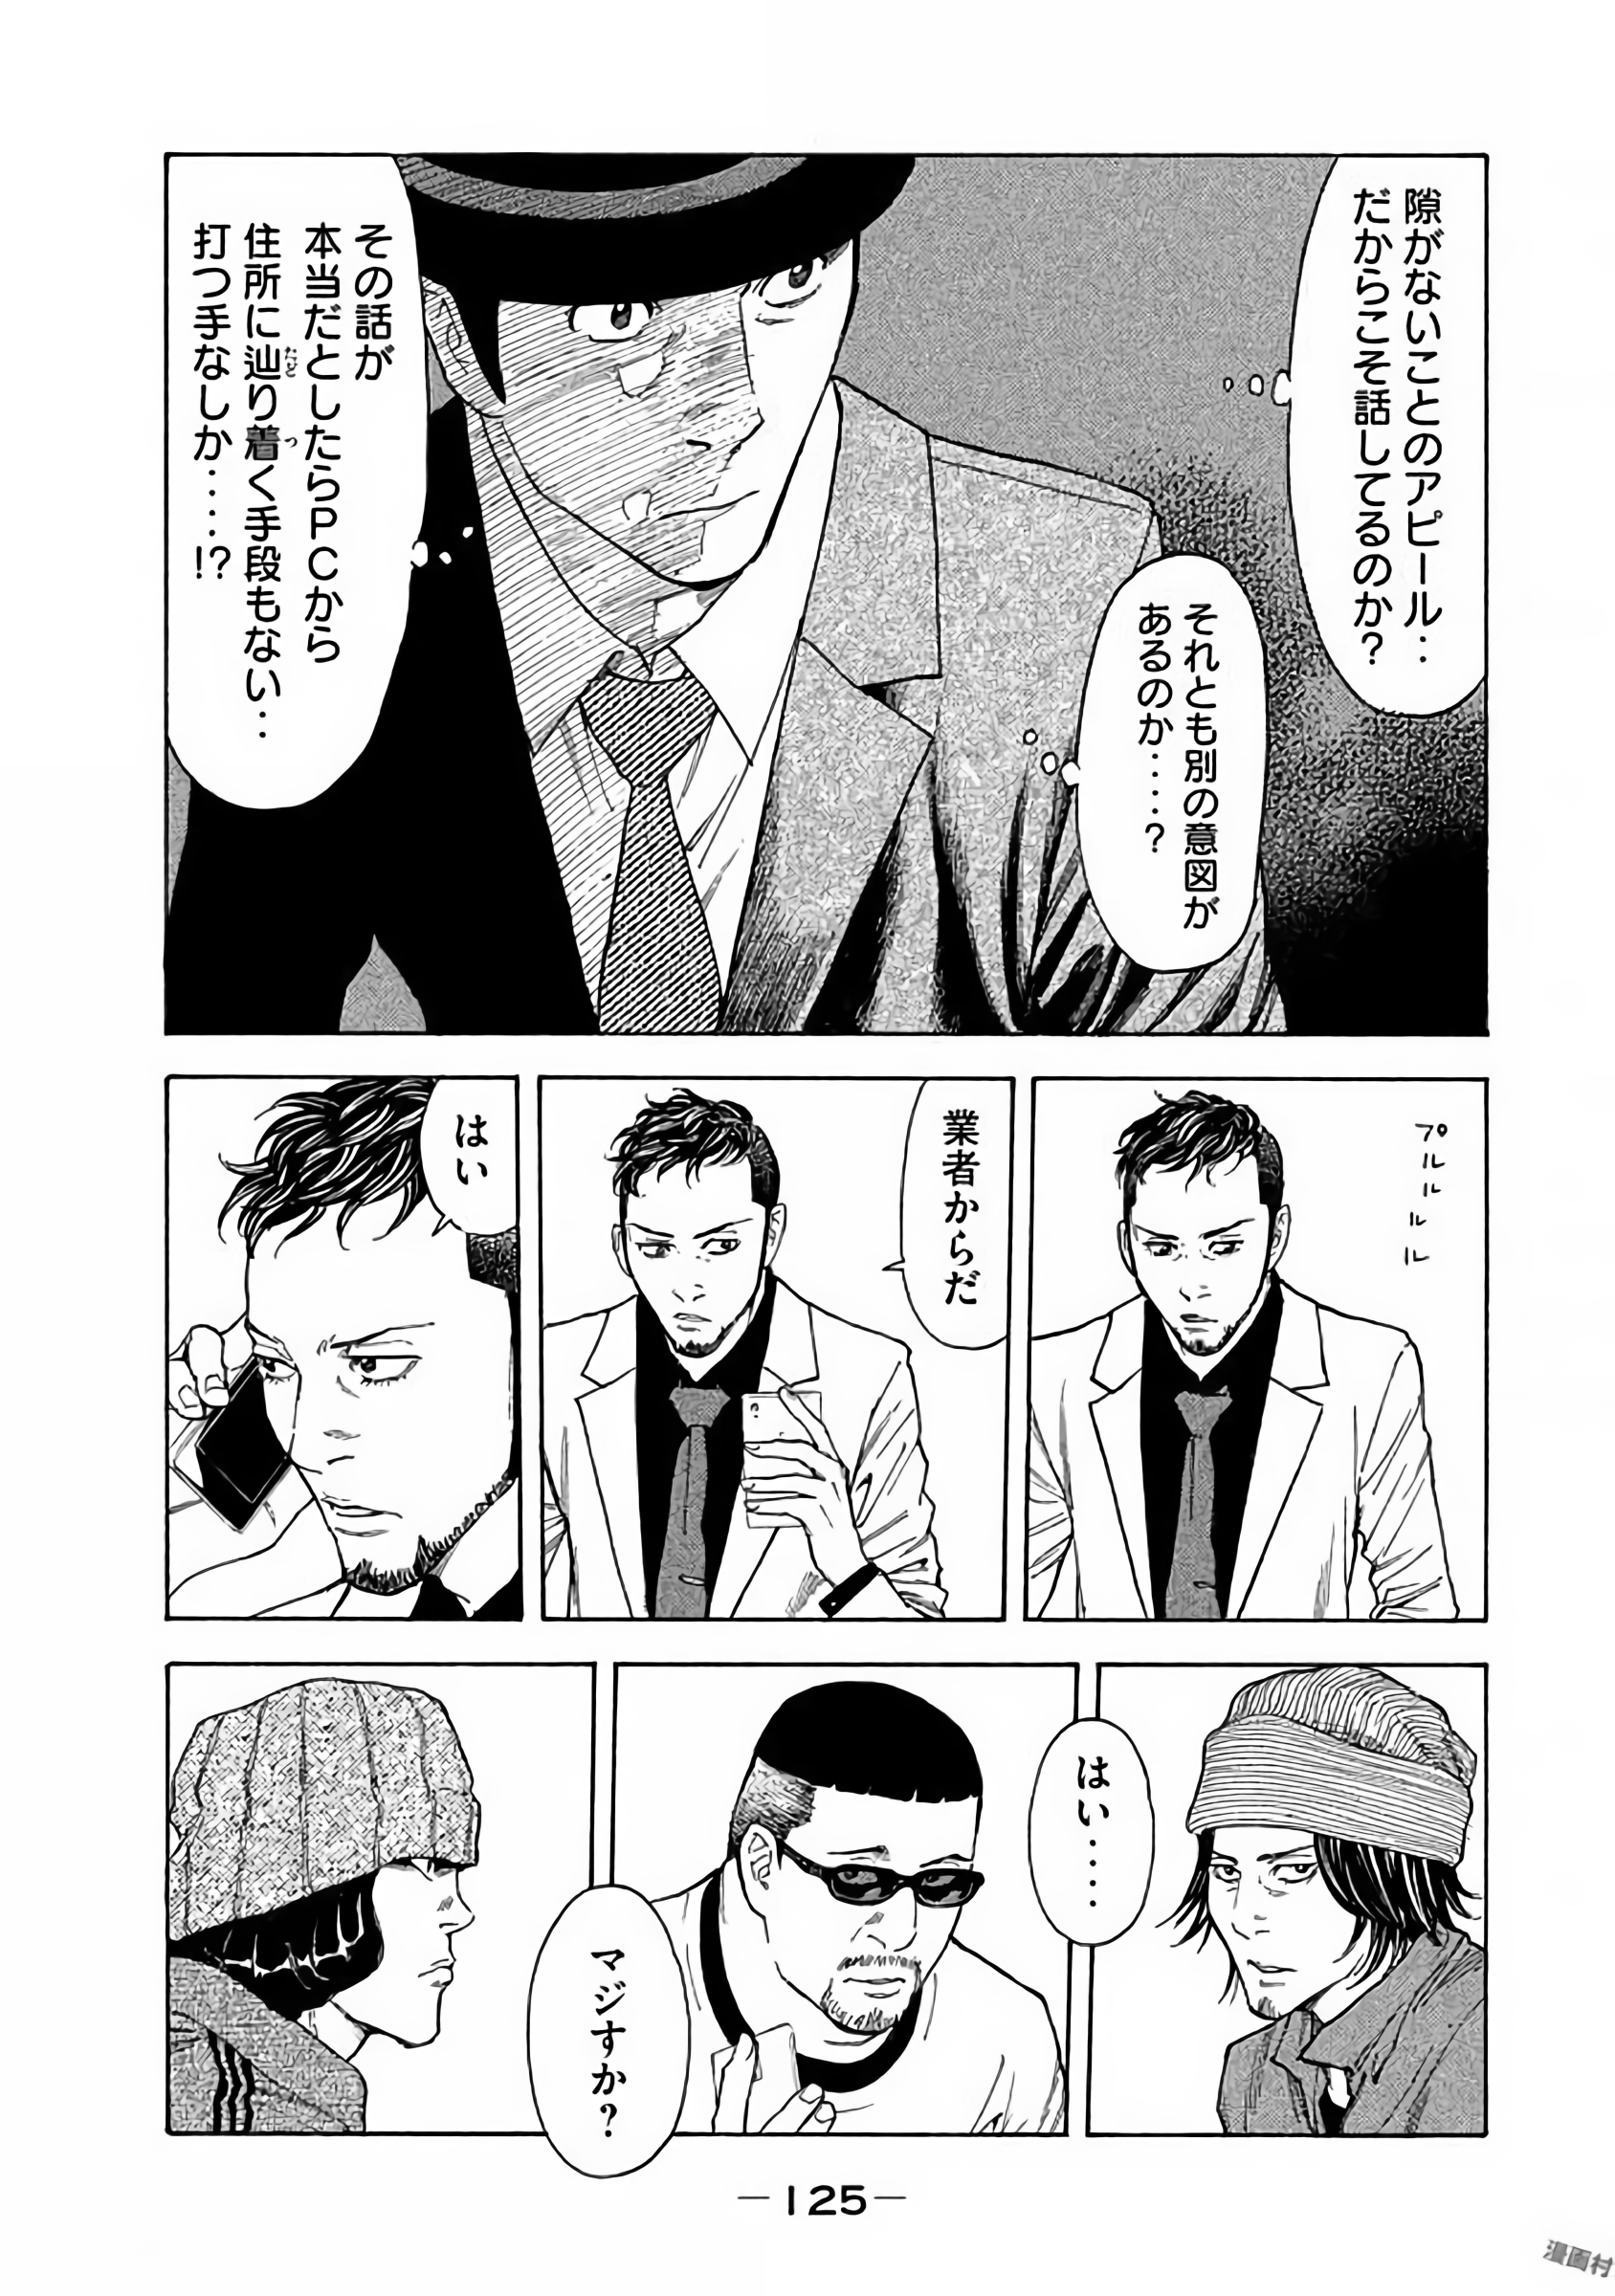 隙がないことのアピール‥
だからこそ話してるのか?
それとも別の意図が
あるのか‥‥‥?
その話が
本当だとしたらPCから
住所に辿り着く手段もない‥
打つ手なしか‥‥‥!?
プルルルル
業者からだ
はい
はい‥‥‥
マジすか?
—125—
漫画村